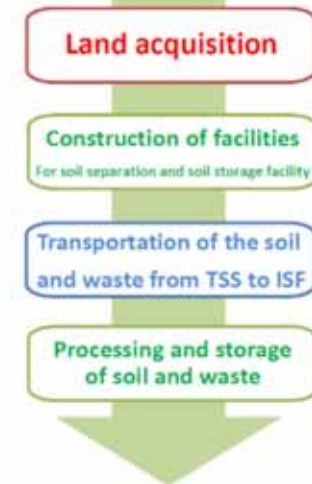 Land acquisition
Construction of facilities
For soil separation and soil storage facility
Transportation of the soil
and waste from TSS to ISF
Processing and storage
of soil and waste